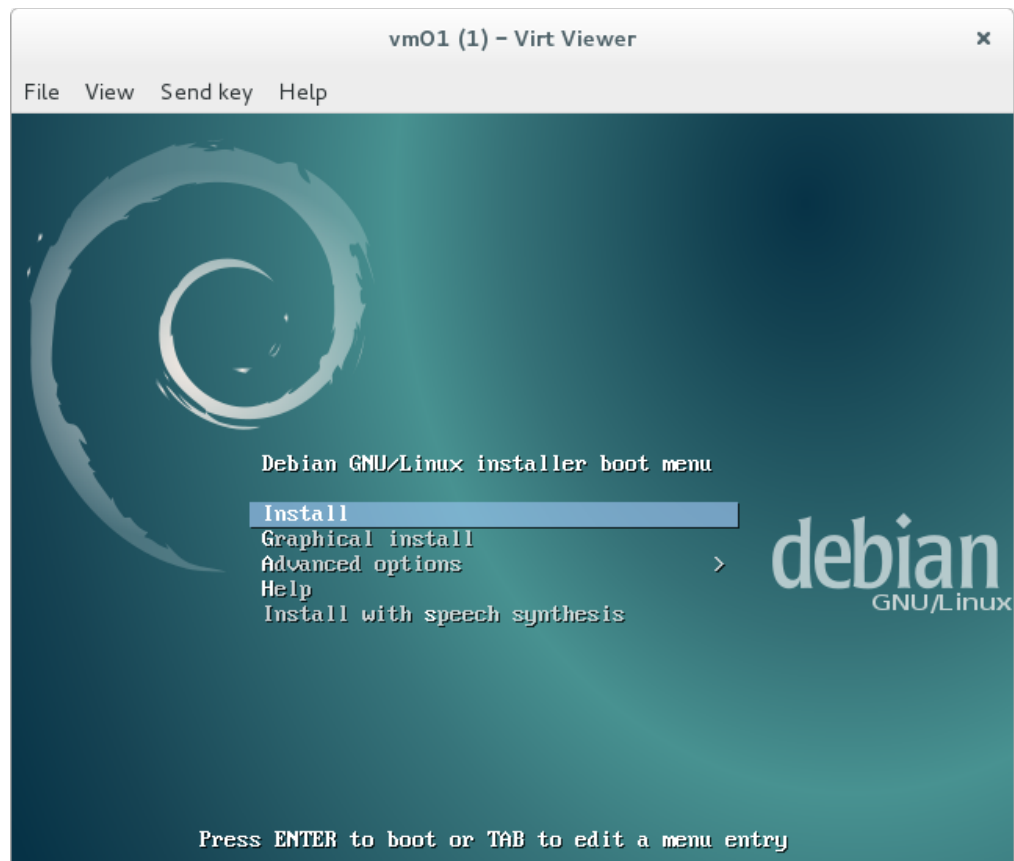 vm01 (1) – Virt Viewer
File View Send key Help
Debian GNU/Linux installer boot menu
Install
Graphical install
Advanced options >
Help
Install with speech synthesis
debian
GNU/Linux
Press ENTER to boot or TAB to edit a menu entry